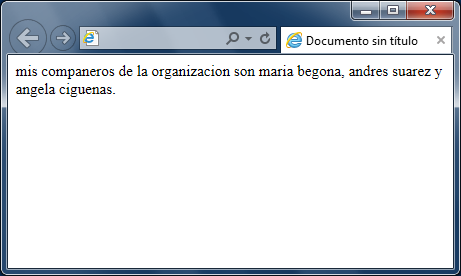 Documento sin título
mis companeros de la organizacion son maria begona, andres suarez y
angela ciguenas.